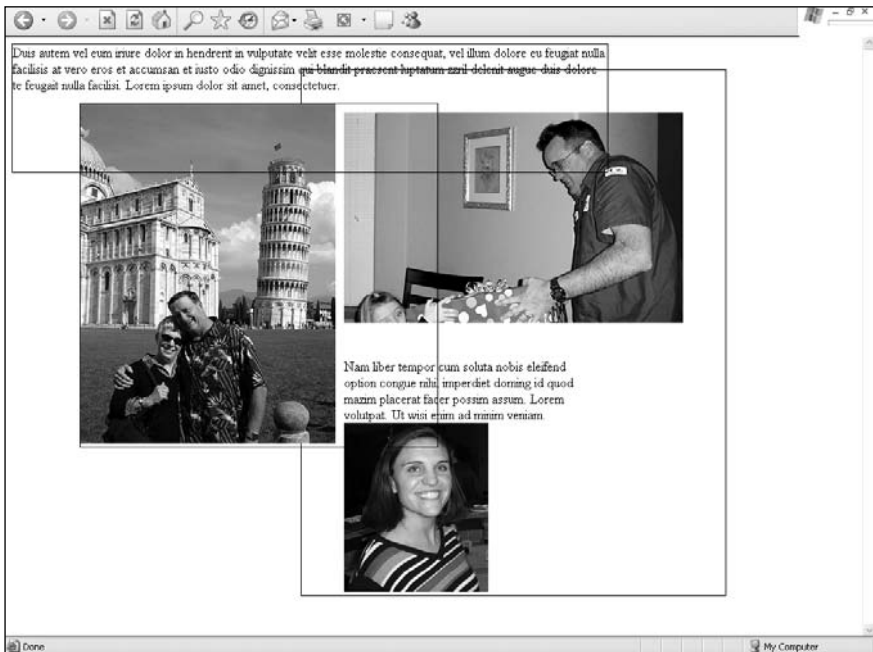 Duis autem vel eum iriure dolor in hendrerit in vulputate velit esse molestie consequat, vel illum dolore eu feugiat nulla
facilisis at vero eros et accumsan et iusto odio dignissim qui blandit praesent luptatum zzril delenit augue duis dolore
te feugait nulla facilisi. Lorem ipsum dolor sit amet, consectetuer.
Nam liber tempor cum soluta nobis eleifend
option congue nihil imperdiet doming id quod
mazim placerat facer possim assum. Lorem
volutpat. Ut wisi enim ad minim veniam.
Done
My Computer